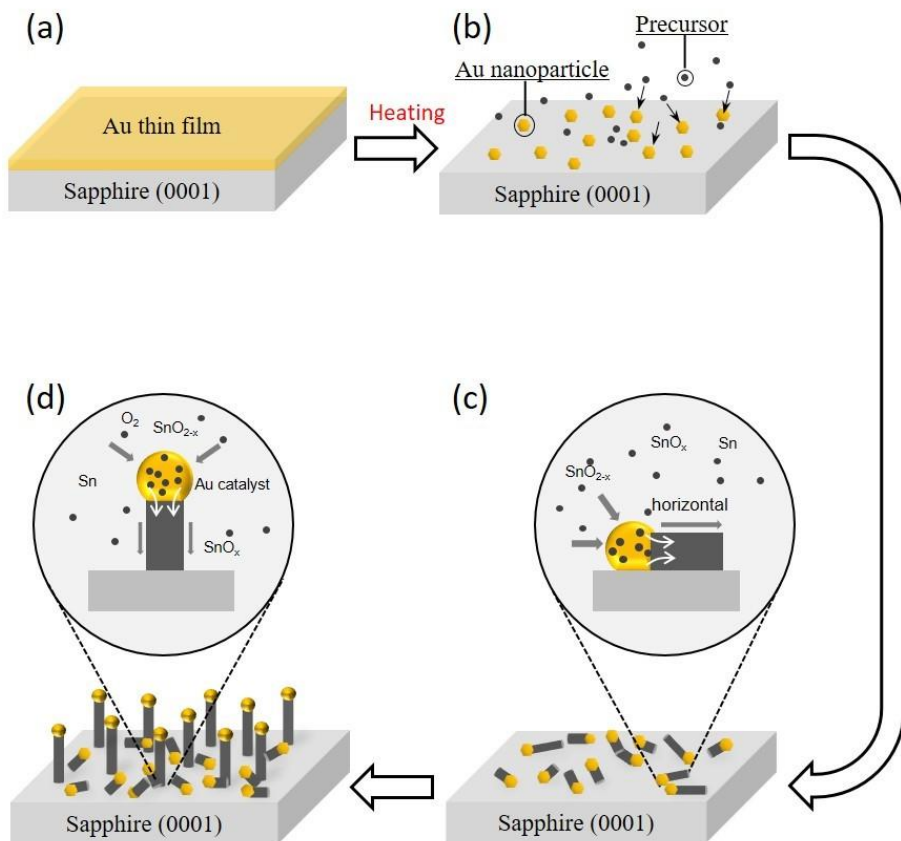 (a)
Au thin film
Sapphire (0001)
Heating
(b)
Precursor
Au nanoparticle
Sapphire (0001)
(d)
O₂
SnO₂₋ₓ
Sn
Au catalyst
SnOₓ
Sapphire (0001)
(c)
SnOₓ
Sn
SnO₂₋ₓ
horizontal
Sapphire (0001)